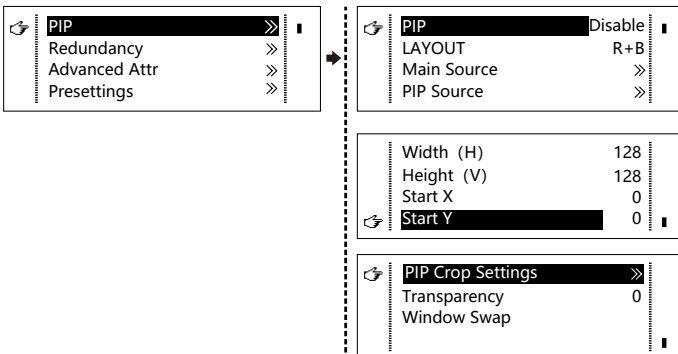 PIP »
Redundancy »
Advanced Attr »
Presettings »
PIP Disable
LAYOUT R+B
Main Source »
PIP Source »
Width (H) 128
Height (V) 128
Start X 0
Start Y 0
PIP Crop Settings »
Transparency 0
Window Swap